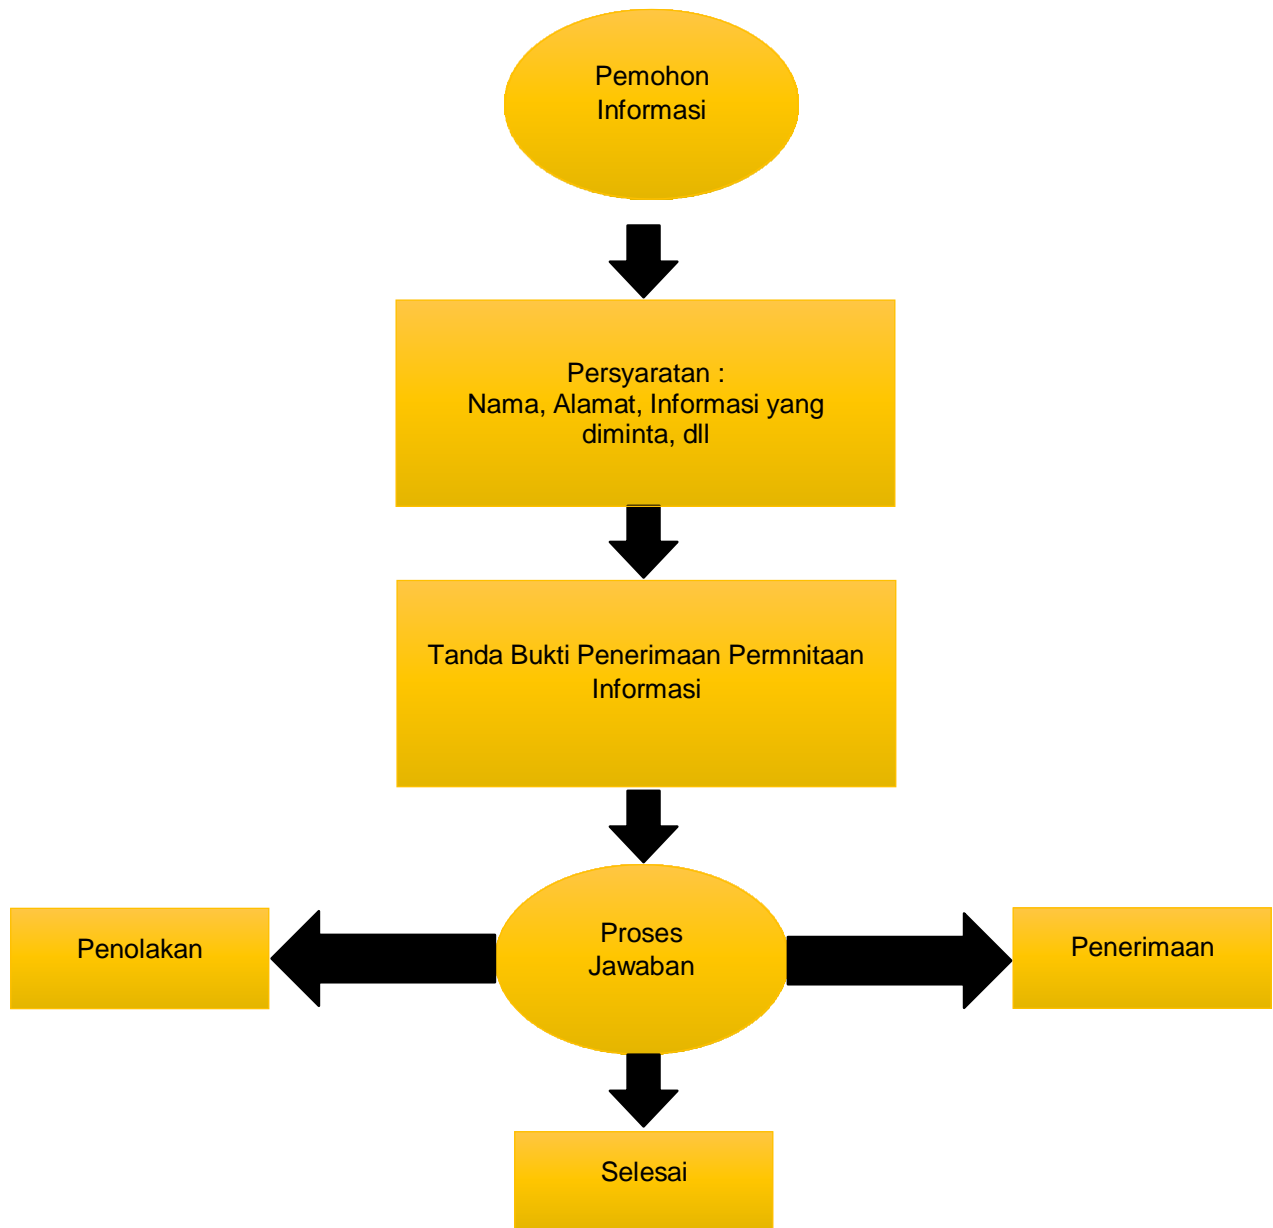 Pemohon
Informasi
Persyaratan :
Nama, Alamat, Informasi yang
diminta, dll
Tanda Bukti Penerimaan Permnitaan
Informasi
Penolakan
Proses
Jawaban
Penerimaan
Selesai